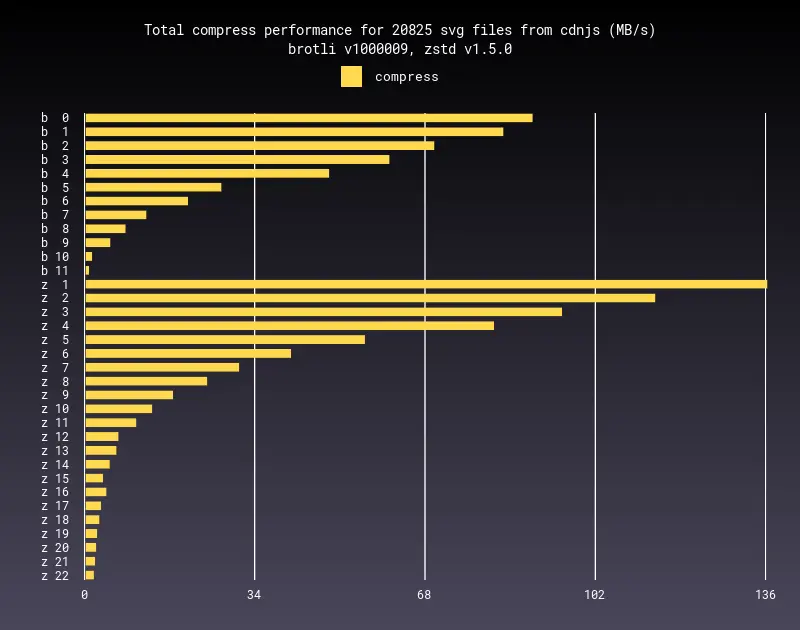 Total compress performance for 20825 svg files from cdnjs (MB/s)
brotli v1000009, zstd v1.5.0
compress
b 0
b 1
b 2
b 3
b 4
b 5
b 6
b 7
b 8
b 9
b 10
b 11
z 1
z 2
z 3
z 4
z 5
z 6
z 7
z 8
z 9
z 10
z 11
z 12
z 13
z 14
z 15
z 16
z 17
z 18
z 19
z 20
z 21
z 22
0 34 68 102 136